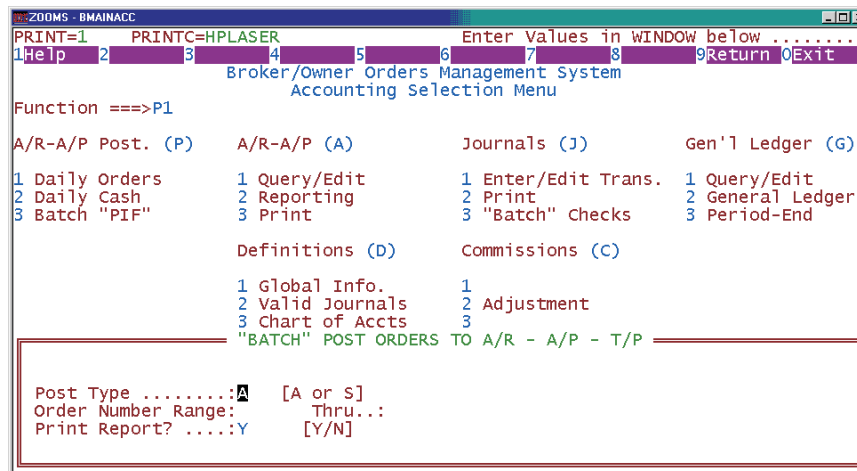 ZOOMS - BMAINACC
PRINT=1 PRINTC=HPLASER Enter Values in WINDOW below ........
1Help 2 3 4 5 6 7 8 9Return 0Exit
Broker/Owner Orders Management System
Accounting Selection Menu
Function ===>P1
A/R-A/P Post. (P) A/R-A/P (A) Journals (J) Gen'l Ledger (G)
1 Daily Orders 1 Query/Edit 1 Enter/Edit Trans. 1 Query/Edit
2 Daily Cash 2 Reporting 2 Print 2 General Ledger
3 Batch "PIF" 3 Print 3 "Batch" Checks 3 Period-End
Definitions (D) Commissions (C)
1 Global Info. 1
2 Valid Journals 2 Adjustment
3 Chart of Accts 3
"BATCH" POST ORDERS TO A/R - A/P - T/P
Post Type ........:A [A or S]
Order Number Range: Thru..:
Print Report? ....:Y [Y/N]